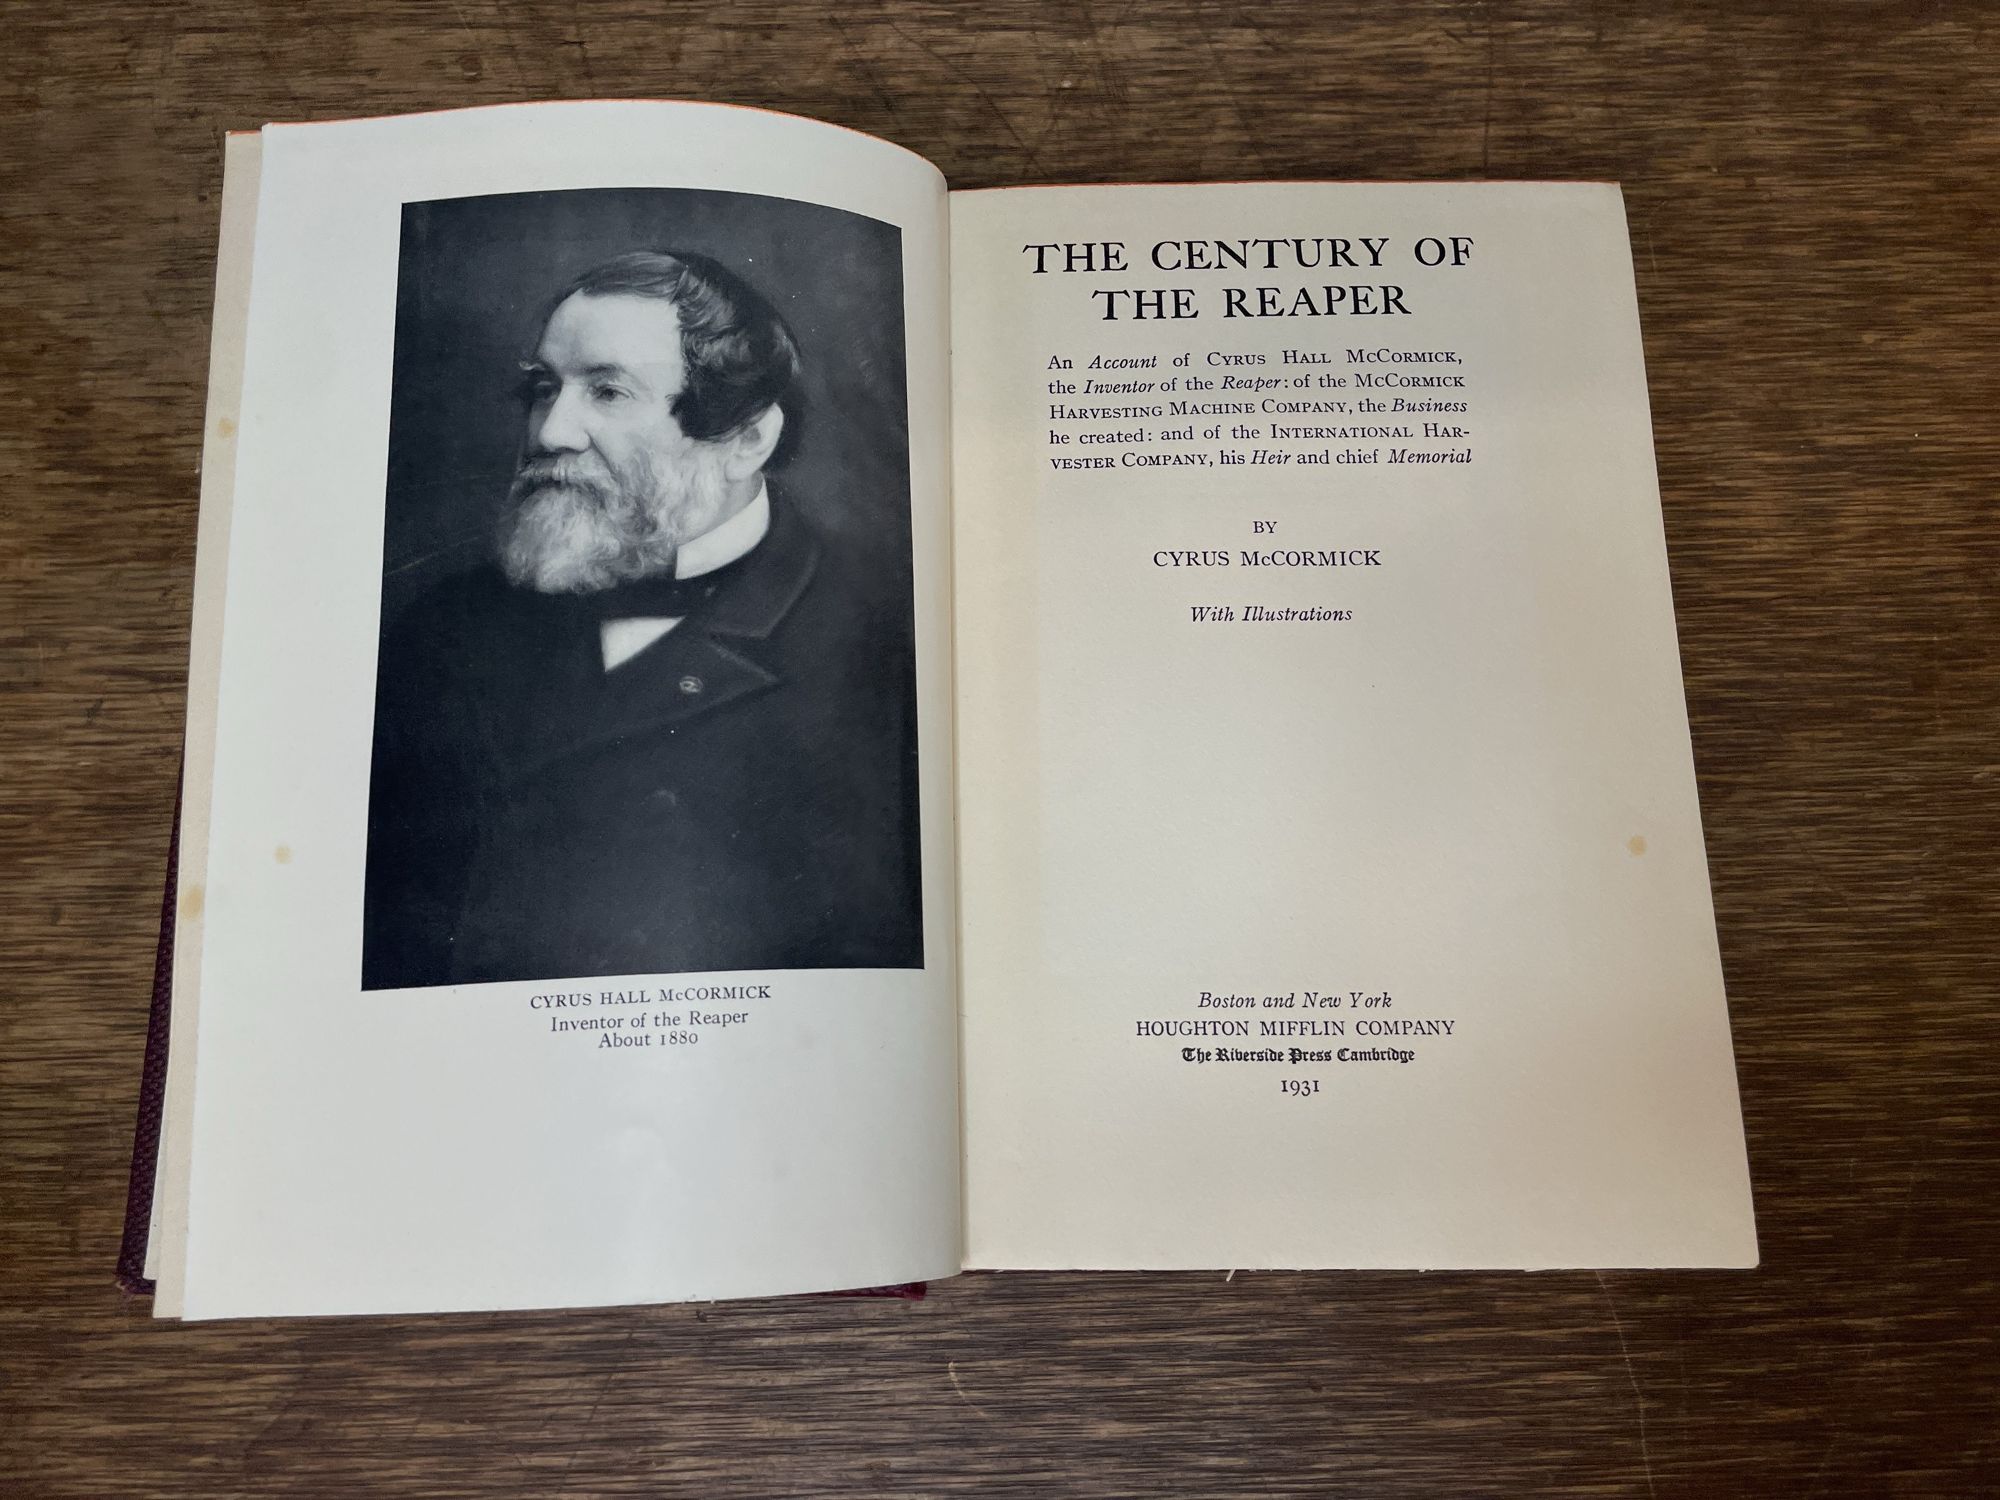 CYRUS HALL McCORMICK
Inventor of the Reaper
About 1880
THE CENTURY OF
THE REAPER
An Account of CYRUS HALL McCORMICK,
the Inventor of the Reaper: of the McCORMICK
HARVESTING MACHINE COMPANY, the Business
he created: and of the INTERNATIONAL HAR-
VESTER COMPANY, his Heir and chief Memorial
BY
CYRUS McCORMICK
With Illustrations
Boston and New York
HOUGHTON MIFFLIN COMPANY
The Riverside Press Cambridge
1931